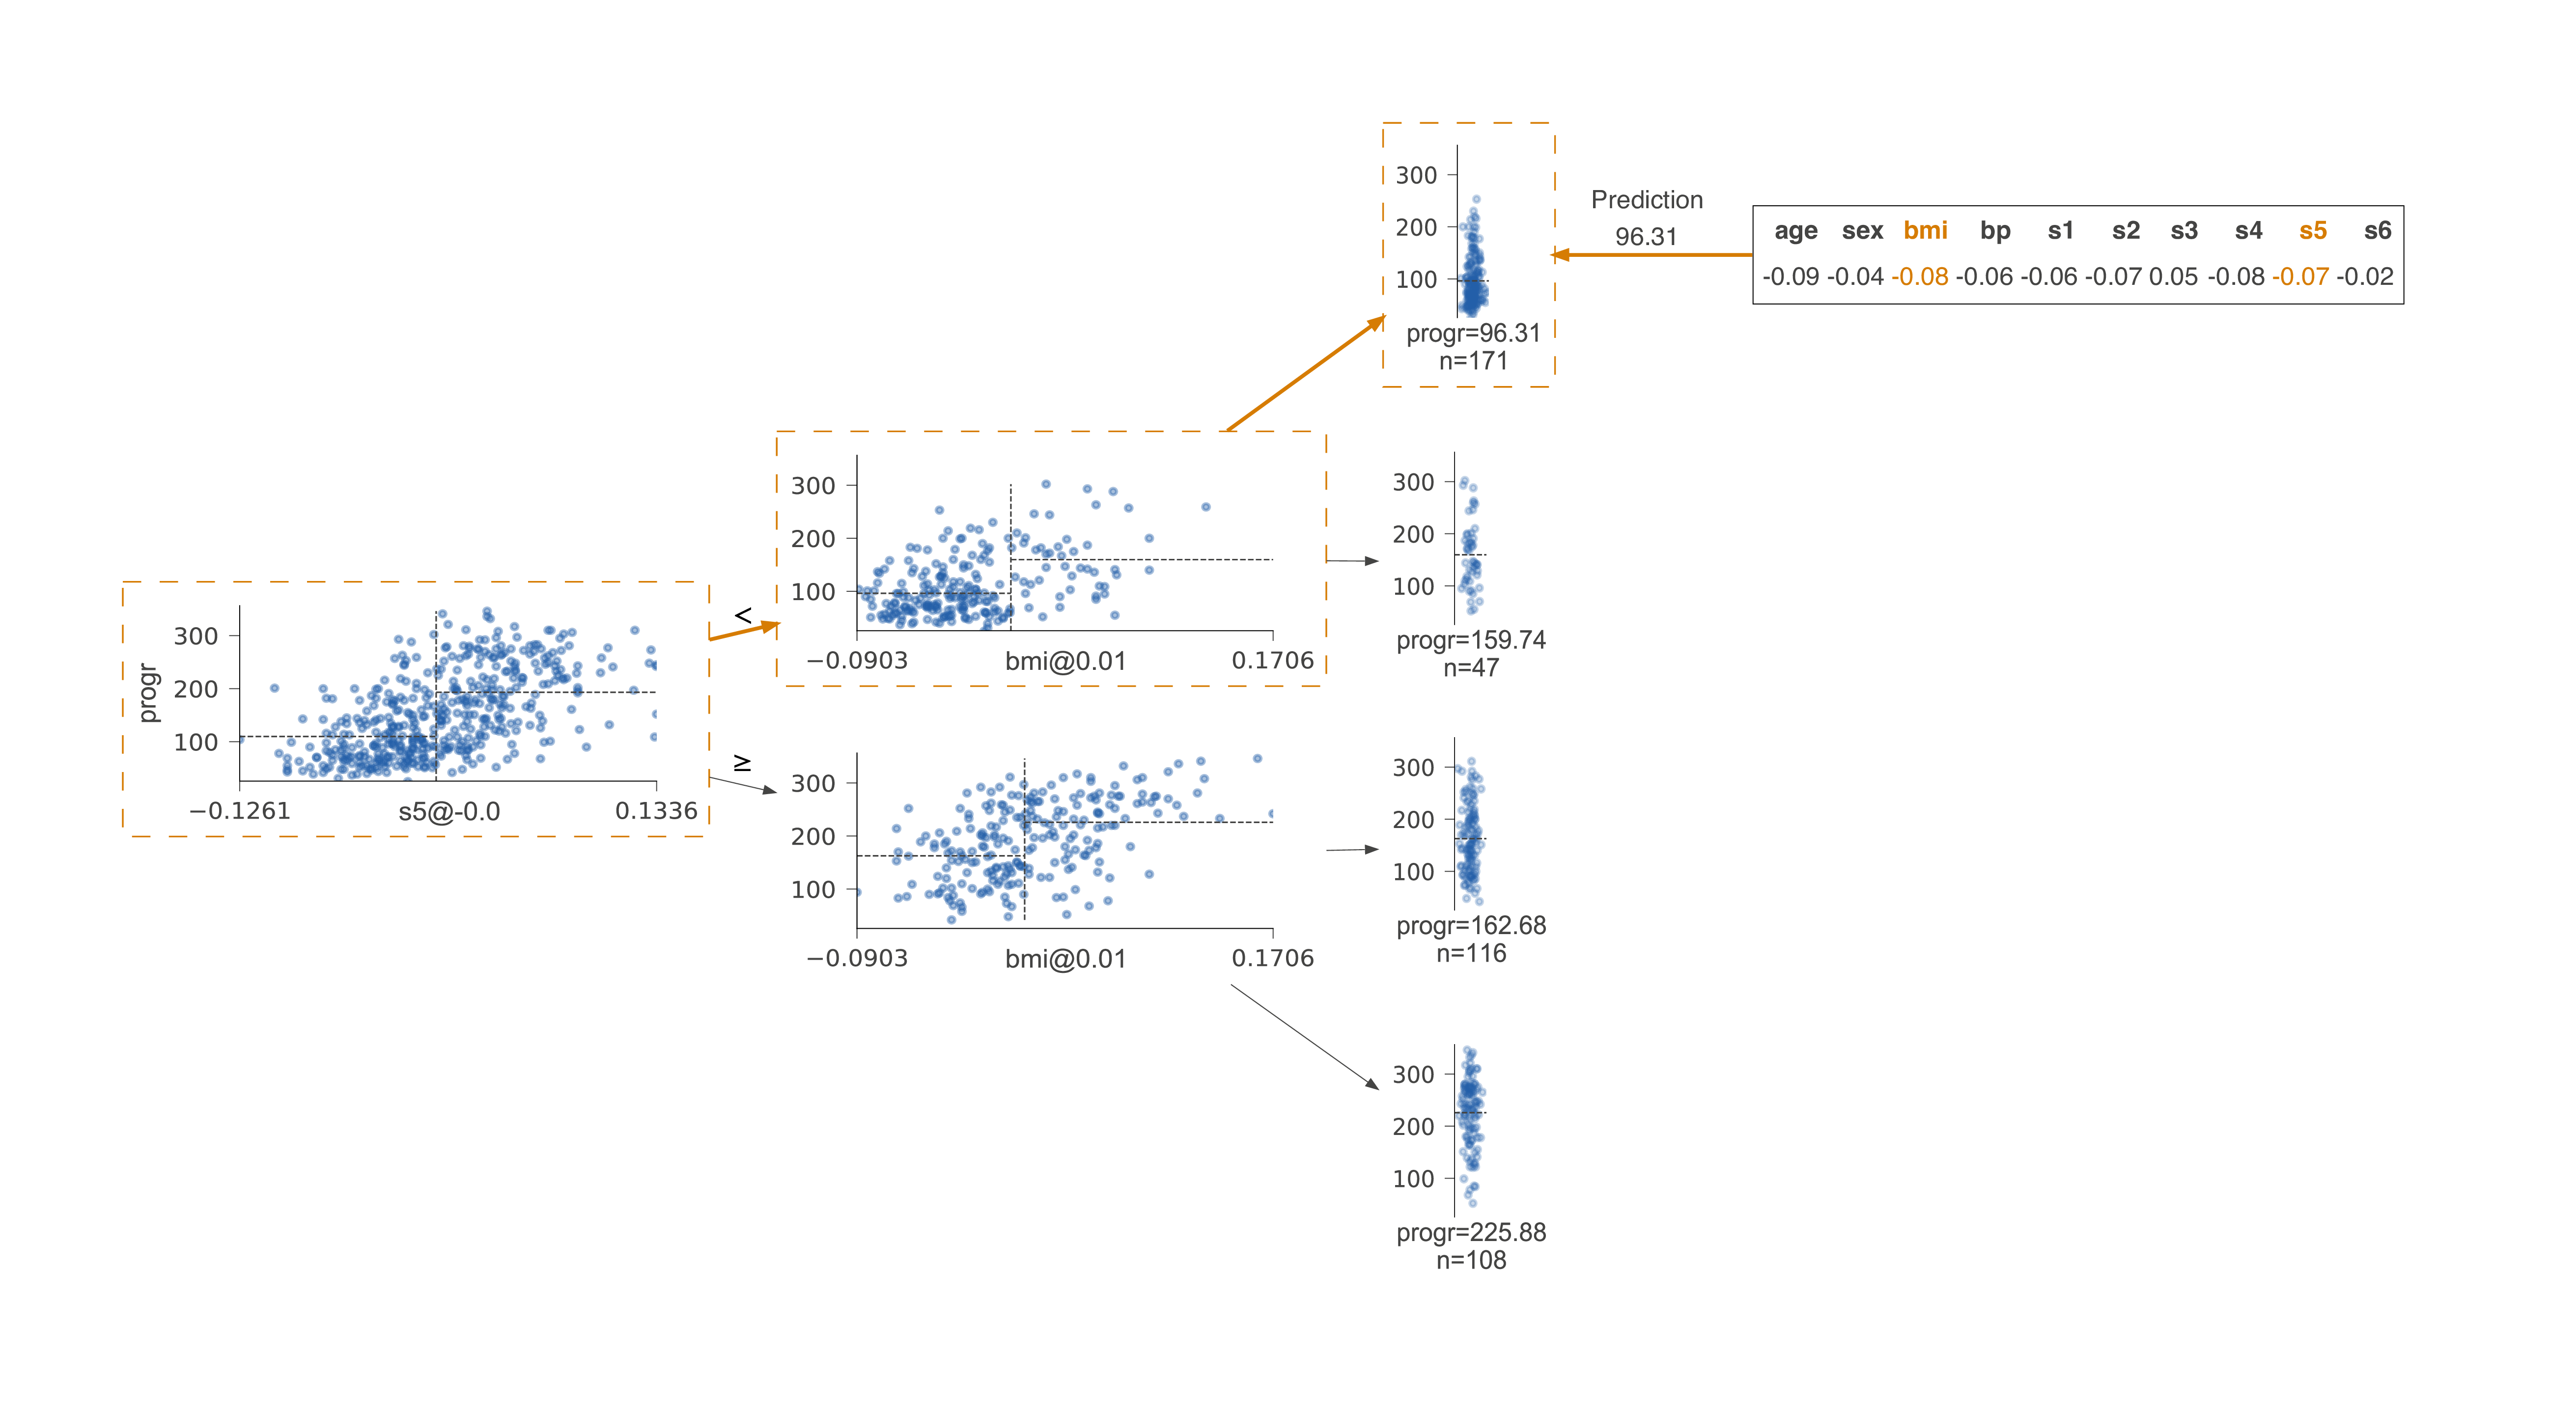 300
200
100
progr=96.31
n=171
Prediction
96.31
age sex bmi bp s1 s2 s3 s4 s5 s6
-0.09 -0.04 -0.08 -0.06 -0.06 -0.07 0.05 -0.08 -0.07 -0.02
300
200
100
−0.0903 bmi@0.01 0.1706
300
200
100
progr=159.74
n=47
progr
300
200
100
−0.1261 s5@-0.0 0.1336
<
≥
300
200
100
−0.0903 bmi@0.01 0.1706
300
200
100
progr=162.68
n=116
300
200
100
progr=225.88
n=108